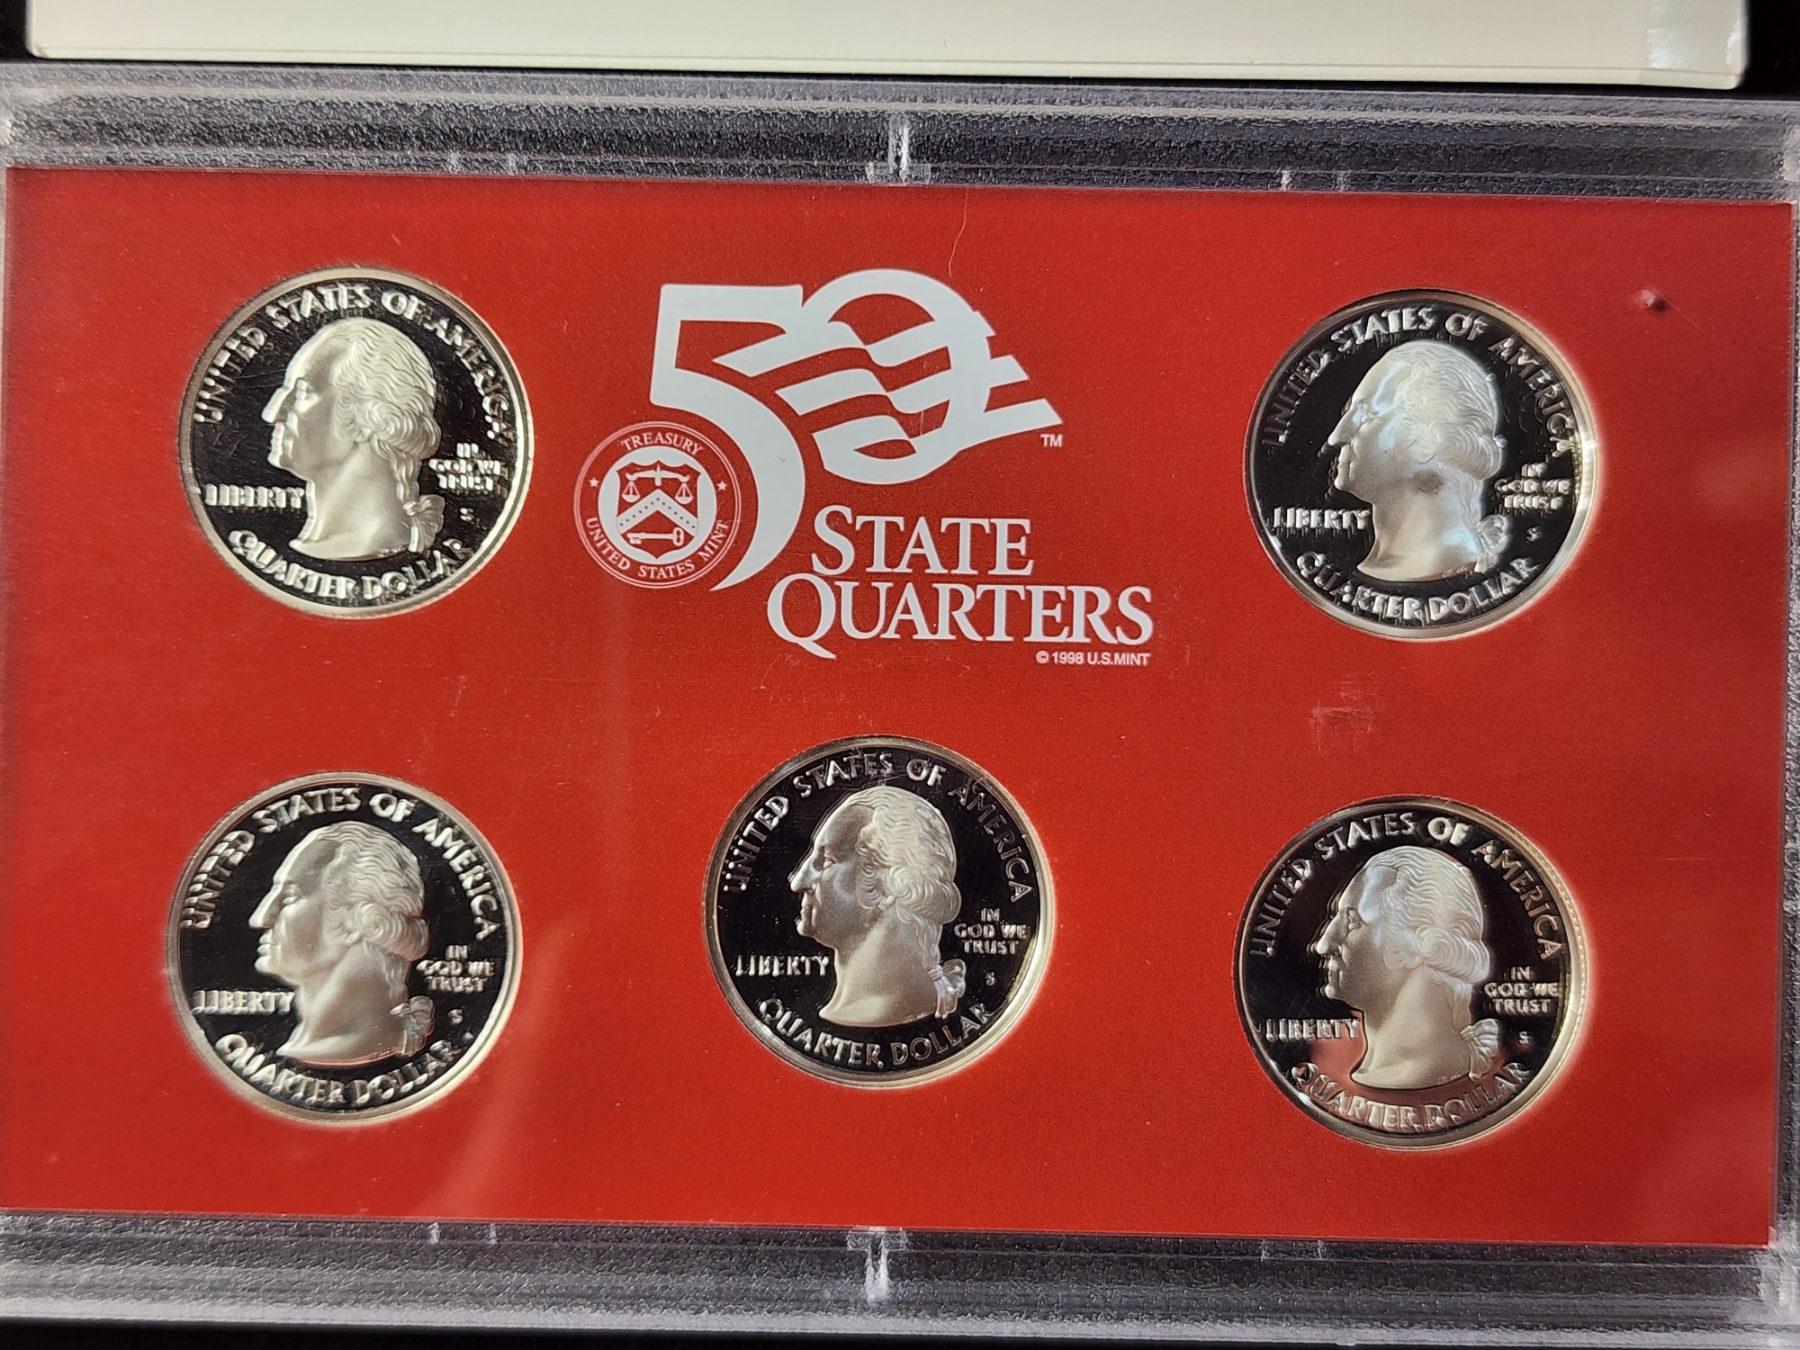 UNITED STATES OF AMERICA
LIBERTY
IN
GOD WE
TRUST
S
QUARTER DOLLAR
50
TM
TREASURY
UNITED STATES MINT
STATE
QUARTERS
© 1998 U.S.MINT
UNITED STATES OF AMERICA
LIBERTY
IN
GOD WE
TRUST
S
QUARTER DOLLAR
UNITED STATES OF AMERICA
LIBERTY
IN
GOD WE
TRUST
S
QUARTER DOLLAR
UNITED STATES OF AMERICA
LIBERTY
IN
GOD WE
TRUST
S
QUARTER DOLLAR
UNITED STATES OF AMERICA
LIBERTY
IN
GOD WE
TRUST
S
QUARTER DOLLAR